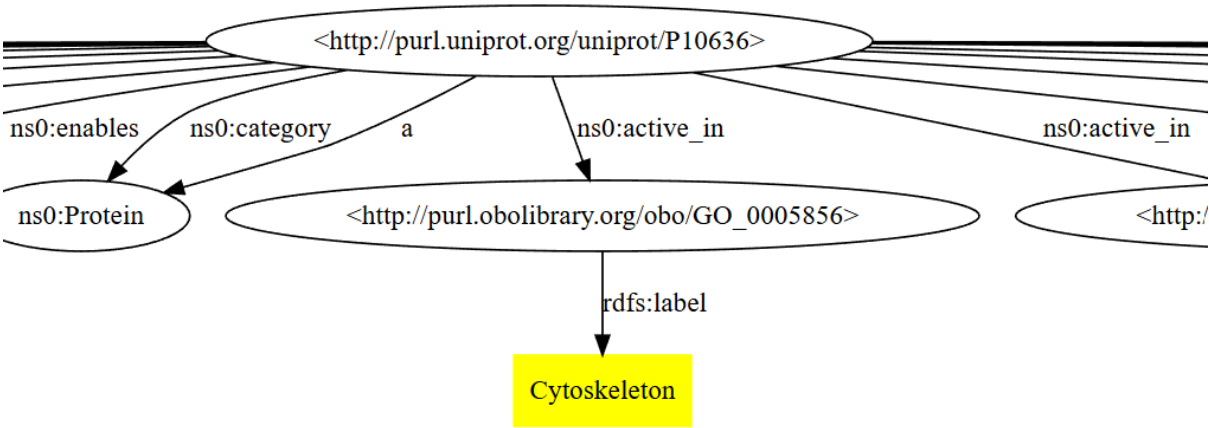 <http://purl.uniprot.org/uniprot/P10636>
ns0:enables
ns0:category
a
ns0:active_in
ns0:active_in
ns0:Protein
<http://purl.obolibrary.org/obo/GO_0005856>
<http:/
rdfs:label
Cytoskeleton